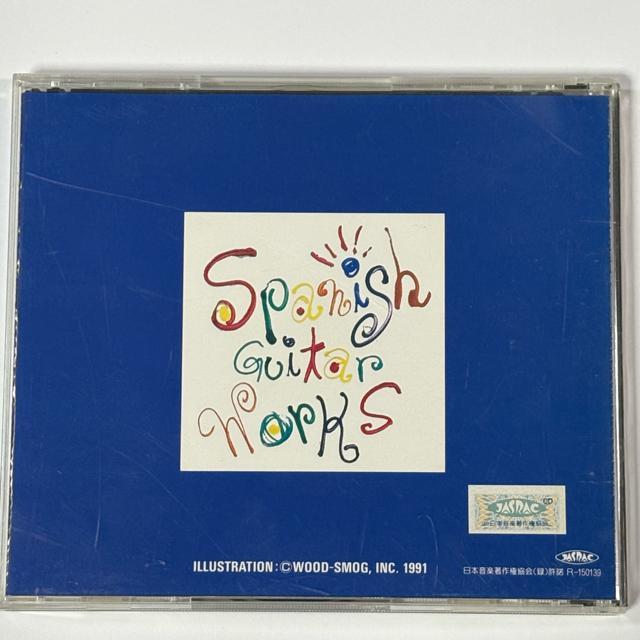 Spanish
Guitar
Works
JASRAC CD
日本音楽著作権協会
ILLUSTRATION:©WOOD-SMOG, INC. 1991
JASRAC
日本音楽著作権協会(録)許諾 R-150139